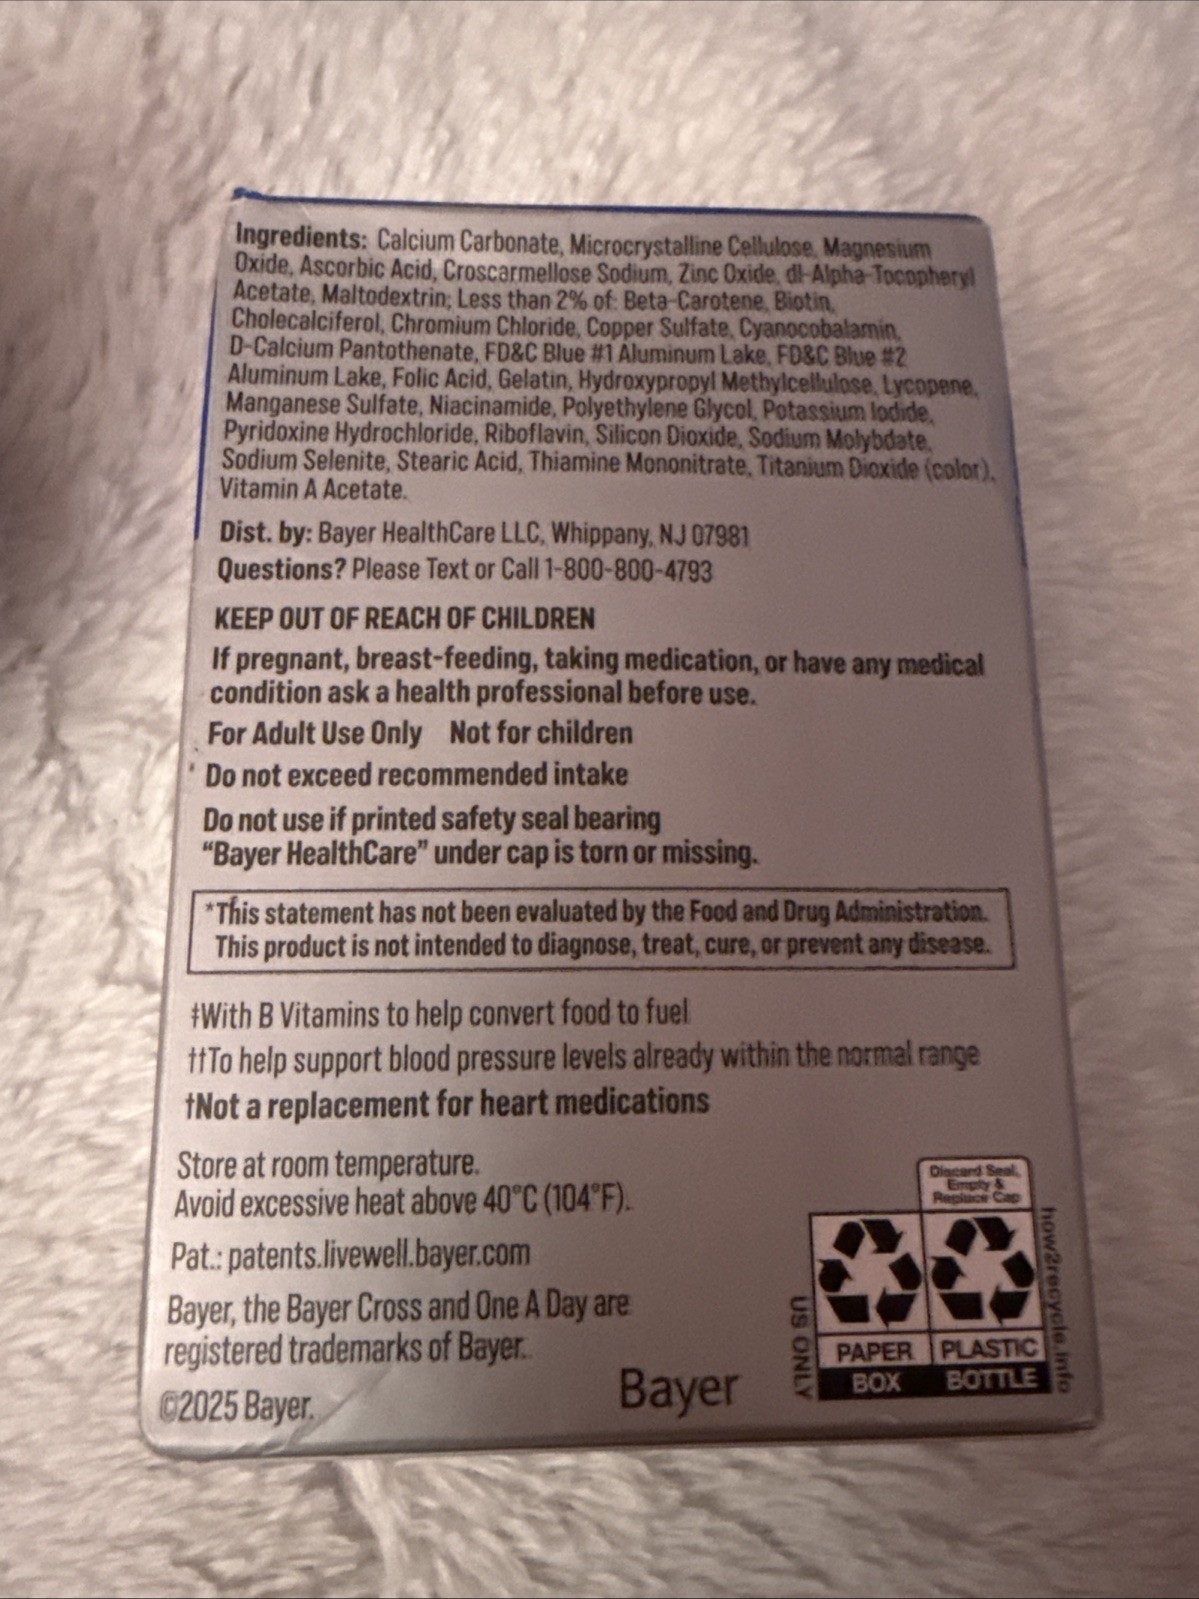 Ingredients: Calcium Carbonate, Microcrystalline Cellulose, Magnesium
Oxide, Ascorbic Acid, Croscarmellose Sodium, Zinc Oxide, dl-Alpha-Tocopheryl
Acetate, Maltodextrin; Less than 2% of: Beta-Carotene, Biotin,
Cholecalciferol, Chromium Chloride, Copper Sulfate, Cyanocobalamin,
D-Calcium Pantothenate, FD&C Blue #1 Aluminum Lake, FD&C Blue #2
Aluminum Lake, Folic Acid, Gelatin, Hydroxypropyl Methylcellulose, Lycopene,
Manganese Sulfate, Niacinamide, Polyethylene Glycol, Potassium Iodide,
Pyridoxine Hydrochloride, Riboflavin, Silicon Dioxide, Sodium Molybdate,
Sodium Selenite, Stearic Acid, Thiamine Mononitrate, Titanium Dioxide (color),
Vitamin A Acetate.
Dist. by: Bayer HealthCare LLC, Whippany, NJ 07981
Questions? Please Text or Call 1-800-800-4793
KEEP OUT OF REACH OF CHILDREN
If pregnant, breast-feeding, taking medication, or have any medical
condition ask a health professional before use.
For Adult Use Only Not for children
Do not exceed recommended intake
Do not use if printed safety seal bearing
“Bayer HealthCare” under cap is torn or missing.
*This statement has not been evaluated by the Food and Drug Administration.
This product is not intended to diagnose, treat, cure, or prevent any disease.
‡With B Vitamins to help convert food to fuel
††To help support blood pressure levels already within the normal range
†Not a replacement for heart medications
Store at room temperature.
Avoid excessive heat above 40°C (104°F).
Pat.: patents.livewell.bayer.com
Bayer, the Bayer Cross and One A Day are
registered trademarks of Bayer.
©2025 Bayer.
Bayer
US ONLY
Discard Seal,
Empty &
Replace Cap
PAPER
BOX
PLASTIC
BOTTLE
how2recycle.info